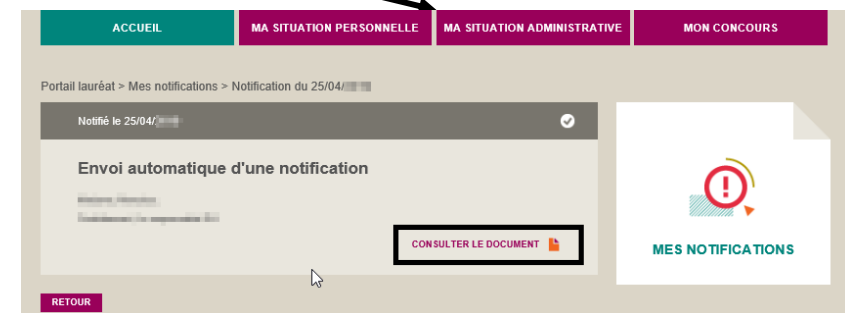 ACCUEIL
MA SITUATION PERSONNELLE
MA SITUATION ADMINISTRATIVE
MON CONCOURS
Portail lauréat > Mes notifications > Notification du 25/04/
Notifié le 25/04/
Envoi automatique d'une notification
CONSULTER LE DOCUMENT
MES NOTIFICATIONS
RETOUR